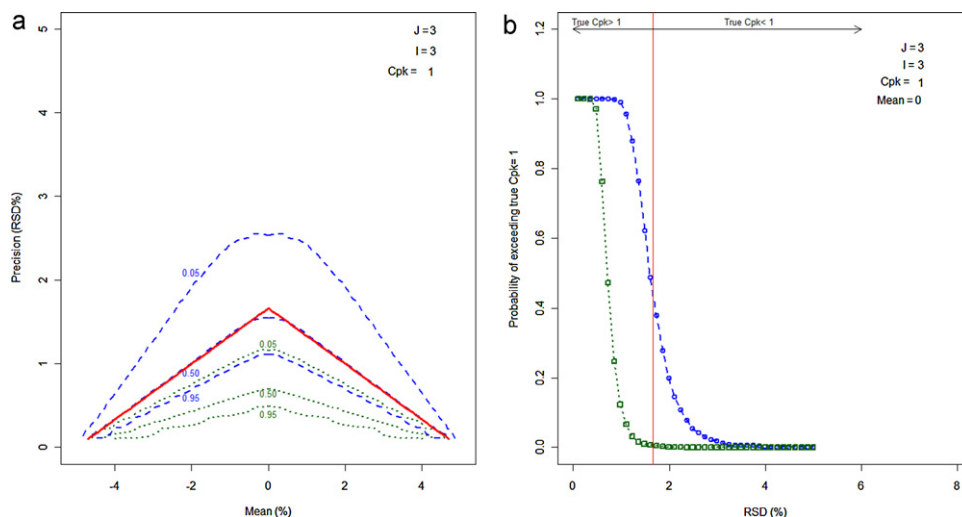 a
J = 3
I = 3
Cpk = 1
Precision (RSD%)
5
4
3
2
1
0
0.05
0.50
0.95
0.05
0.50
0.95
-4 -2 0 2 4
Mean (%)
b
True Cpk> 1 True Cpk< 1
J = 3
I = 3
Cpk = 1
Mean = 0
Probability of exceeding true Cpk= 1
1.0
0.8
0.6
0.4
0.2
0.0
0 2 4 6 8
RSD (%)